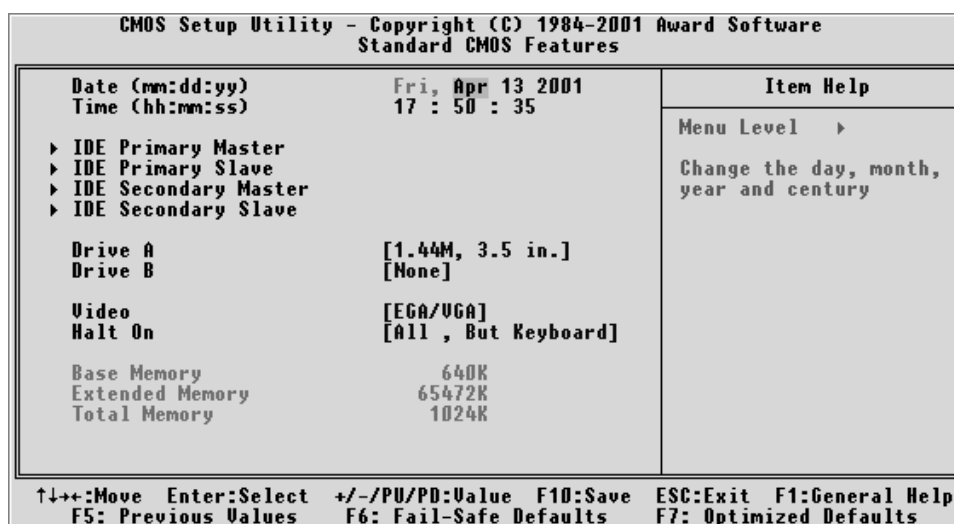 CMOS Setup Utility - Copyright (C) 1984-2001 Award Software
Standard CMOS Features
Date (mm:dd:yy) Fri, Apr 13 2001
Time (hh:mm:ss) 17 : 50 : 35
▸ IDE Primary Master
▸ IDE Primary Slave
▸ IDE Secondary Master
▸ IDE Secondary Slave
Drive A [1.44M, 3.5 in.]
Drive B [None]
Video [EGA/VGA]
Halt On [All , But Keyboard]
Base Memory 640K
Extended Memory 65472K
Total Memory 1024K
Item Help
Menu Level ▸
Change the day, month,
year and century
↑↓→←:Move Enter:Select +/-/PU/PD:Value F10:Save ESC:Exit F1:General Help
F5: Previous Values F6: Fail-Safe Defaults F7: Optimized Defaults